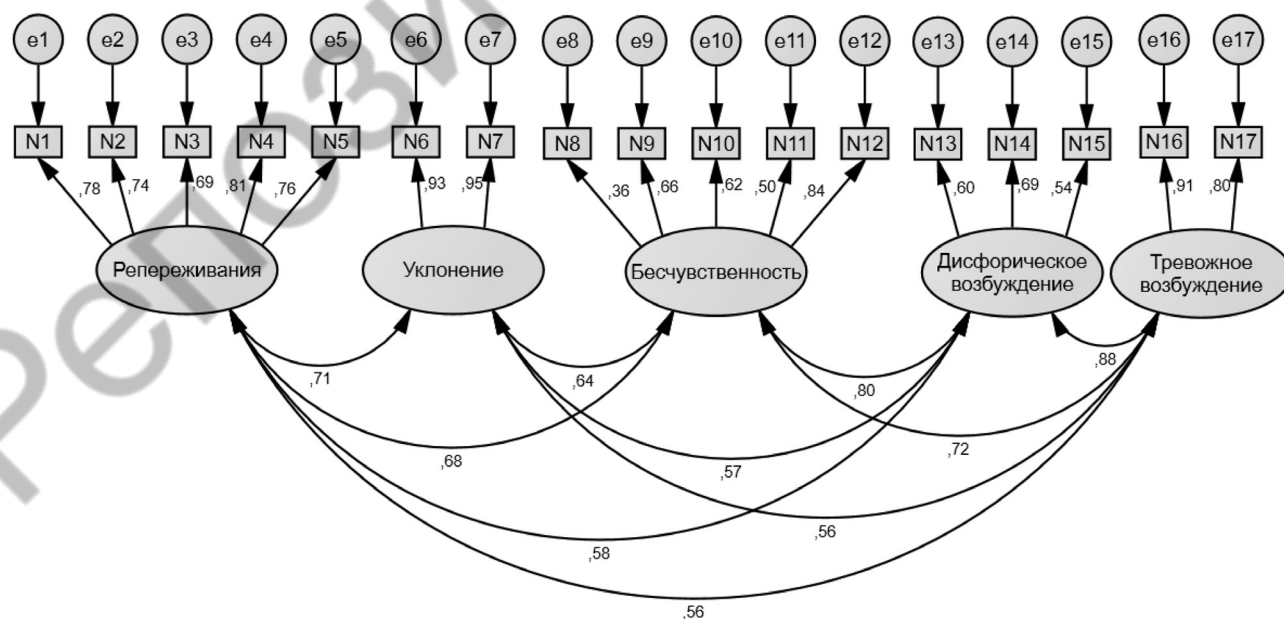 e1 e2 e3 e4 e5 e6 e7 e8 e9 e10 e11 e12 e13 e14 e15 e16 e17
N1 N2 N3 N4 N5 N6 N7 N8 N9 N10 N11 N12 N13 N14 N15 N16 N17
,78 ,74 ,69 ,81 ,76 ,93 ,95 ,36 ,66 ,62 ,50 ,84 ,60 ,69 ,54 ,91 ,80
Репереживания
Уклонение
Бесчувственность
Дисфорическое
возбуждение
Тревожное
возбуждение
,71
,64
,80
,88
,68
,57
,72
,58
,56
,56
Репози